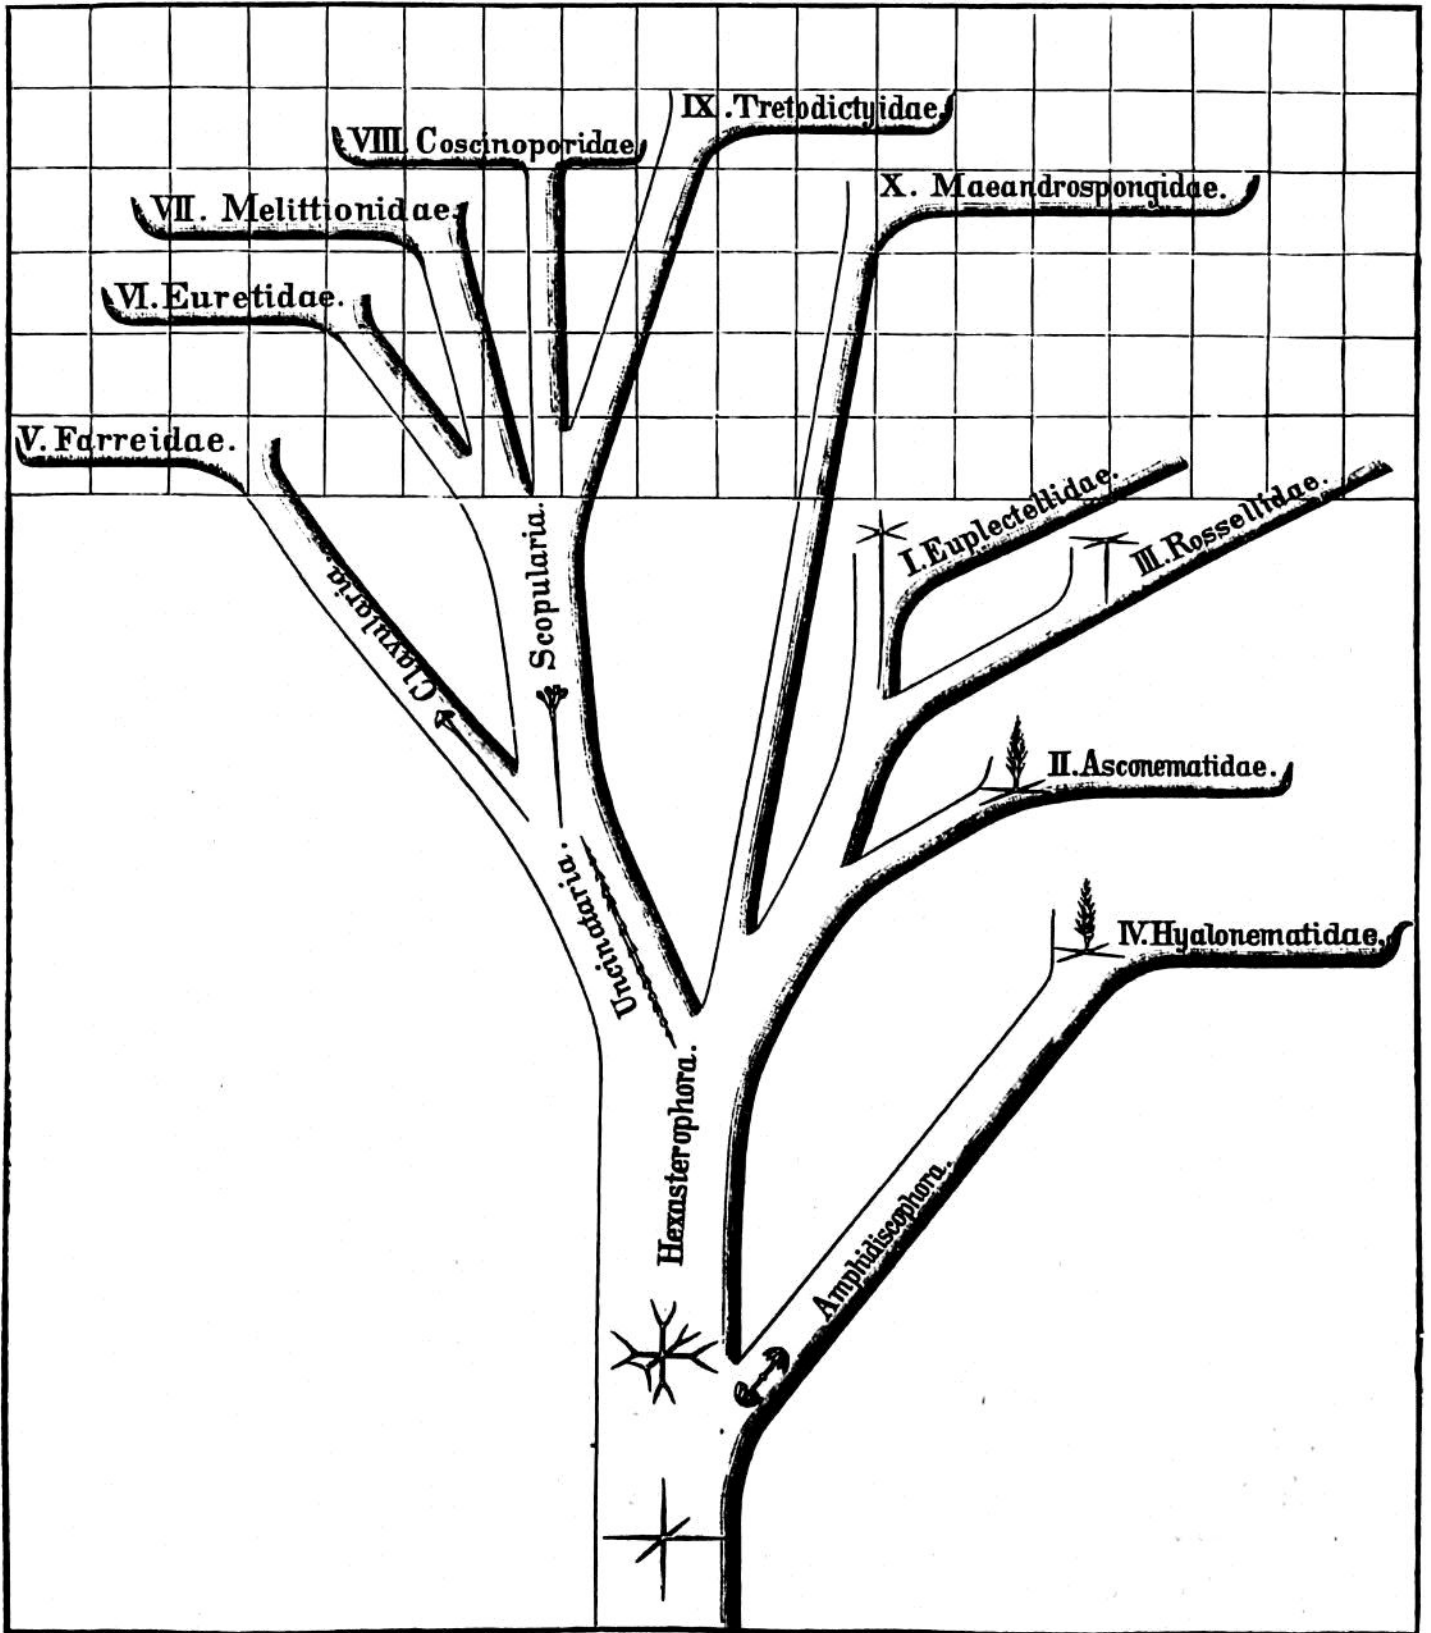 IX. Tretodictyidae.
VIII. Coscinoporidae.
X. Maeandrospongidae.
VII. Melittionidae.
VI. Euretidae.
V. Farreidae.
I. Euplectellidae.
III. Rossellidae.
Scopularia.
Clavularia.
II. Asconematidae.
Uncinataria.
IV. Hyalonematidae.
Hexasterophora.
Amphidiscophora.